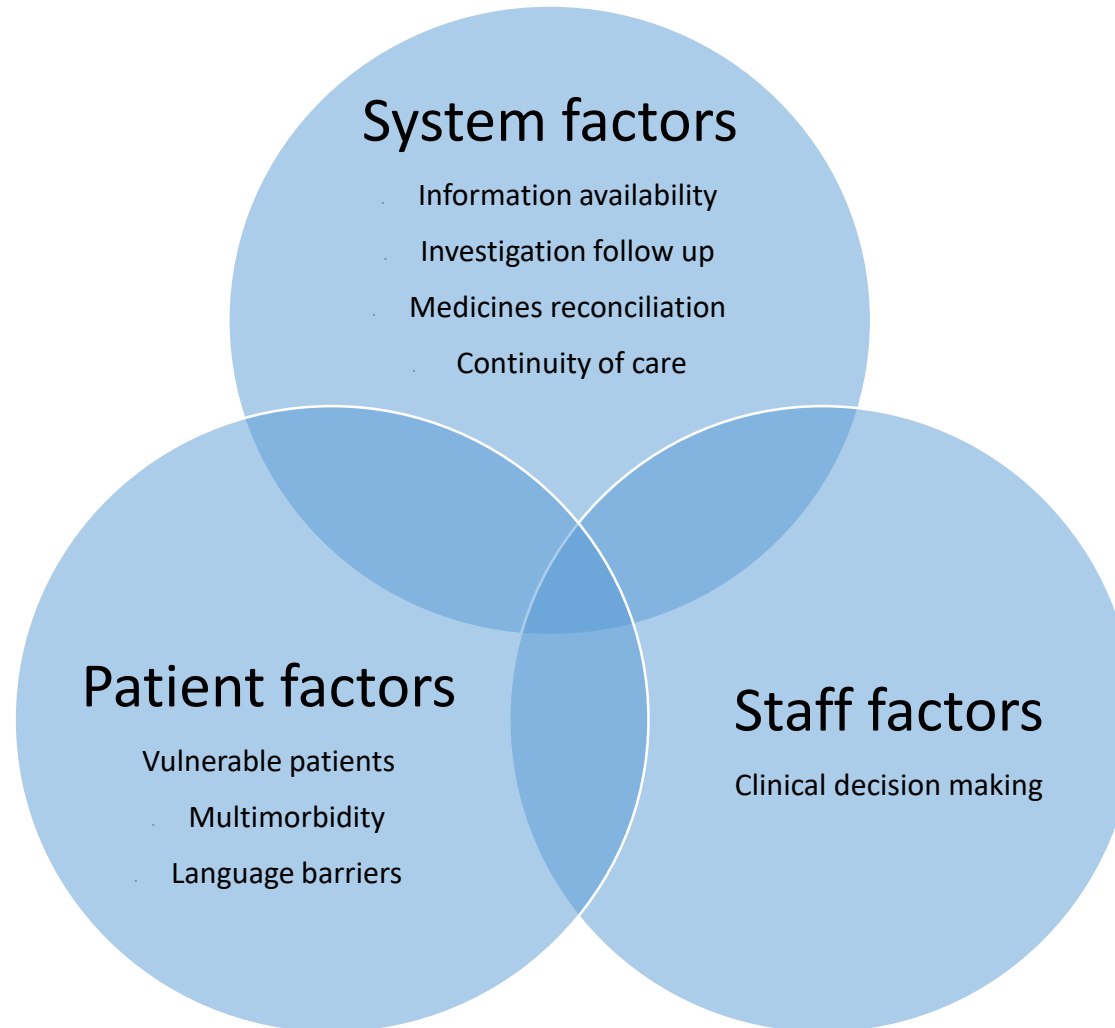 System factors
Information availability
Investigation follow up
Medicines reconciliation
Continuity of care
Patient factors
Vulnerable patients
Multimorbidity
Language barriers
Staff factors
Clinical decision making